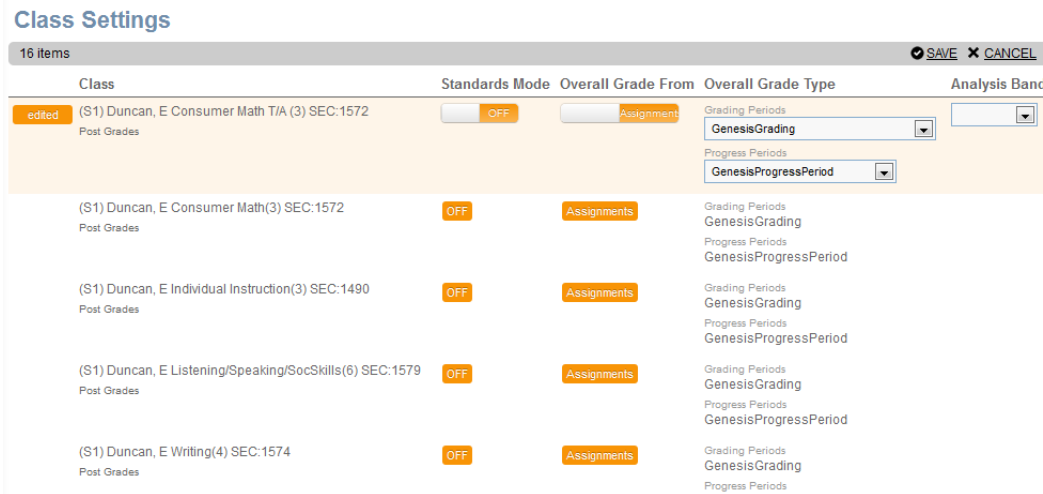 Class Settings
16 items SAVE CANCEL
Class Standards Mode Overall Grade From Overall Grade Type Analysis Band
edited (S1) Duncan, E Consumer Math T/A (3) SEC:1572 OFF Assignment Grading Periods
Post Grades GenesisGrading
Progress Periods
GenesisProgressPeriod
(S1) Duncan, E Consumer Math(3) SEC:1572 OFF Assignments Grading Periods
Post Grades GenesisGrading
Progress Periods
GenesisProgressPeriod
(S1) Duncan, E Individual Instruction(3) SEC:1490 OFF Assignments Grading Periods
Post Grades GenesisGrading
Progress Periods
GenesisProgressPeriod
(S1) Duncan, E Listening/Speaking/SocSkills(6) SEC:1579 OFF Assignments Grading Periods
Post Grades GenesisGrading
Progress Periods
GenesisProgressPeriod
(S1) Duncan, E Writing(4) SEC:1574 OFF Assignments Grading Periods
Post Grades GenesisGrading
Progress Periods